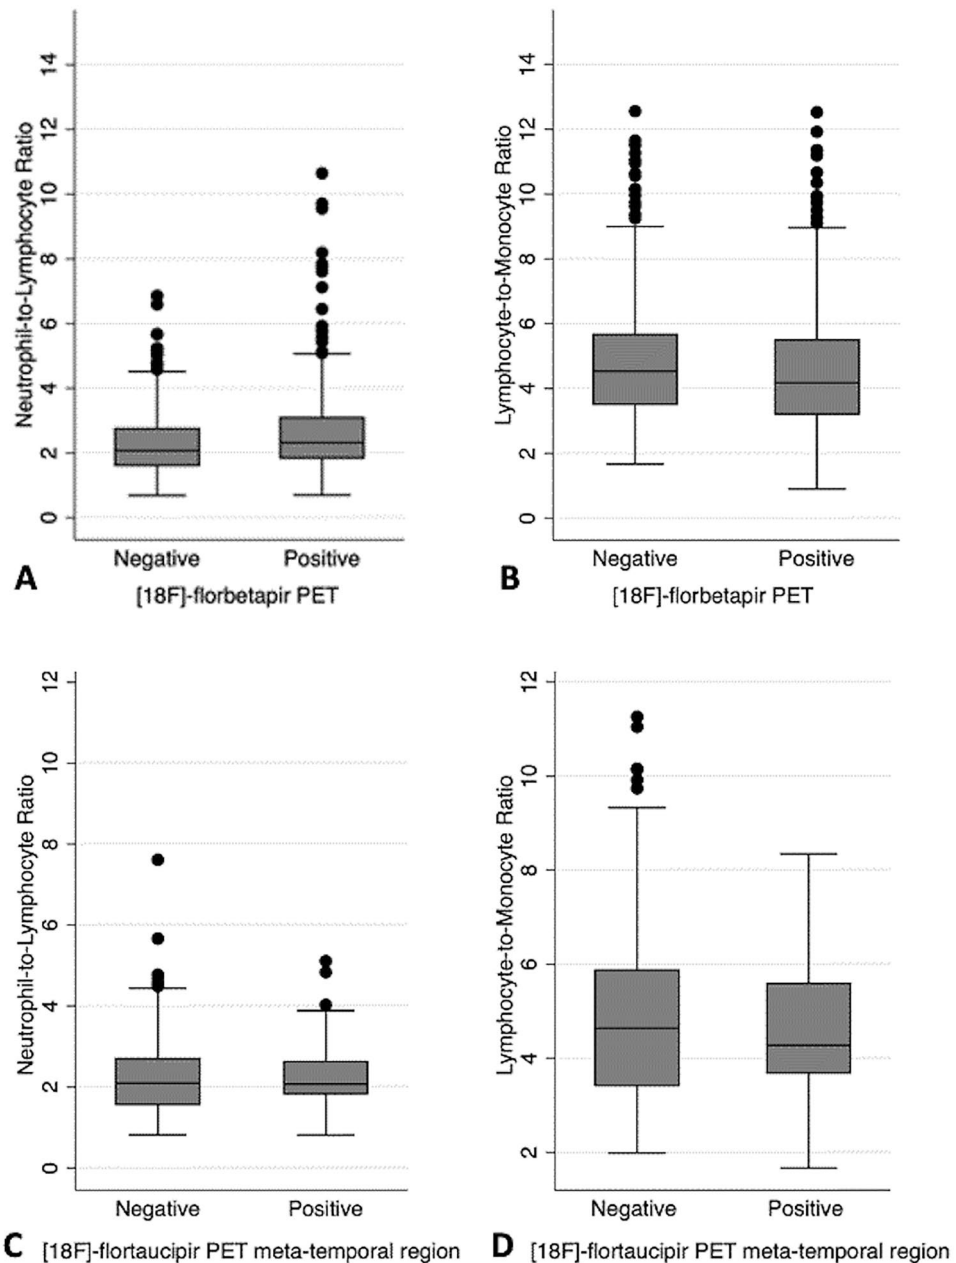 Neutrophil-to-Lymphocyte Ratio
14
12
10
8
6
4
2
0
Negative Positive
A
[18F]-florbetapir PET
Lymphocyte-to-Monocyte Ratio
14
12
10
8
6
4
2
0
Negative Positive
B
[18F]-florbetapir PET
Neutrophil-to-Lymphocyte Ratio
12
10
8
6
4
2
0
Negative Positive
C [18F]-flortaucipir PET meta-temporal region
Lymphocyte-to-Monocyte Ratio
12
10
8
6
4
2
Negative Positive
D [18F]-flortaucipir PET meta-temporal region